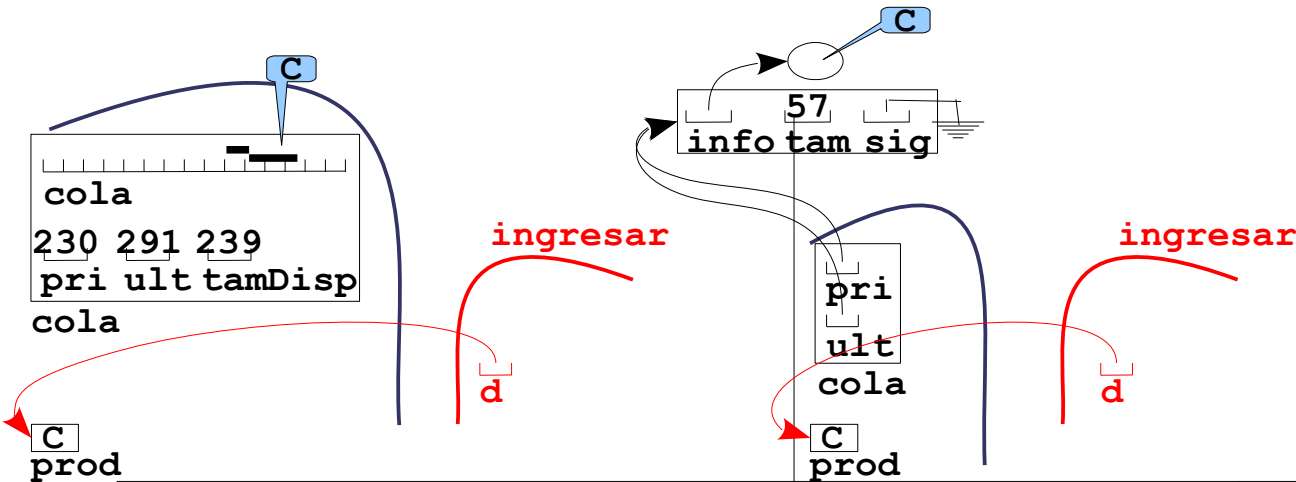 C
cola
230 291 239
pri ult tamDisp
cola
ingresar
d
C
prod
C
57
info tam sig
pri
ult
cola
ingresar
d
C
prod